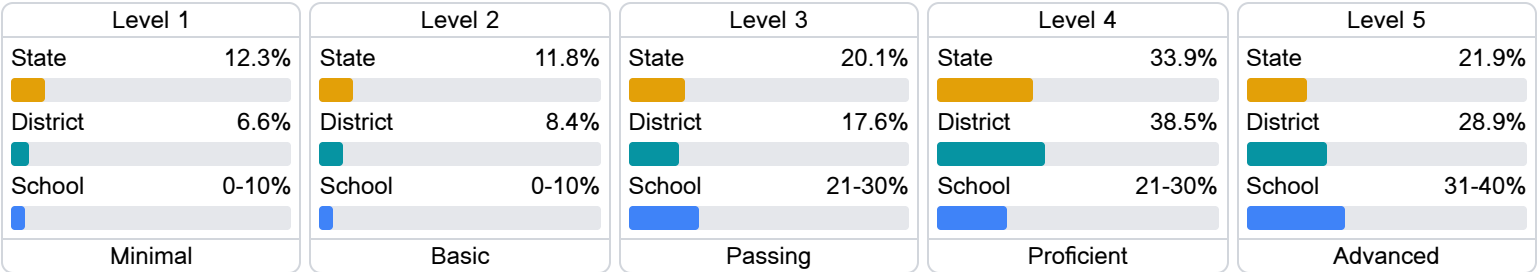 Level 1
State 12.3%
District 6.6%
School 0-10%
Minimal
Level 2
State 11.8%
District 8.4%
School 0-10%
Basic
Level 3
State 20.1%
District 17.6%
School 21-30%
Passing
Level 4
State 33.9%
District 38.5%
School 21-30%
Proficient
Level 5
State 21.9%
District 28.9%
School 31-40%
Advanced